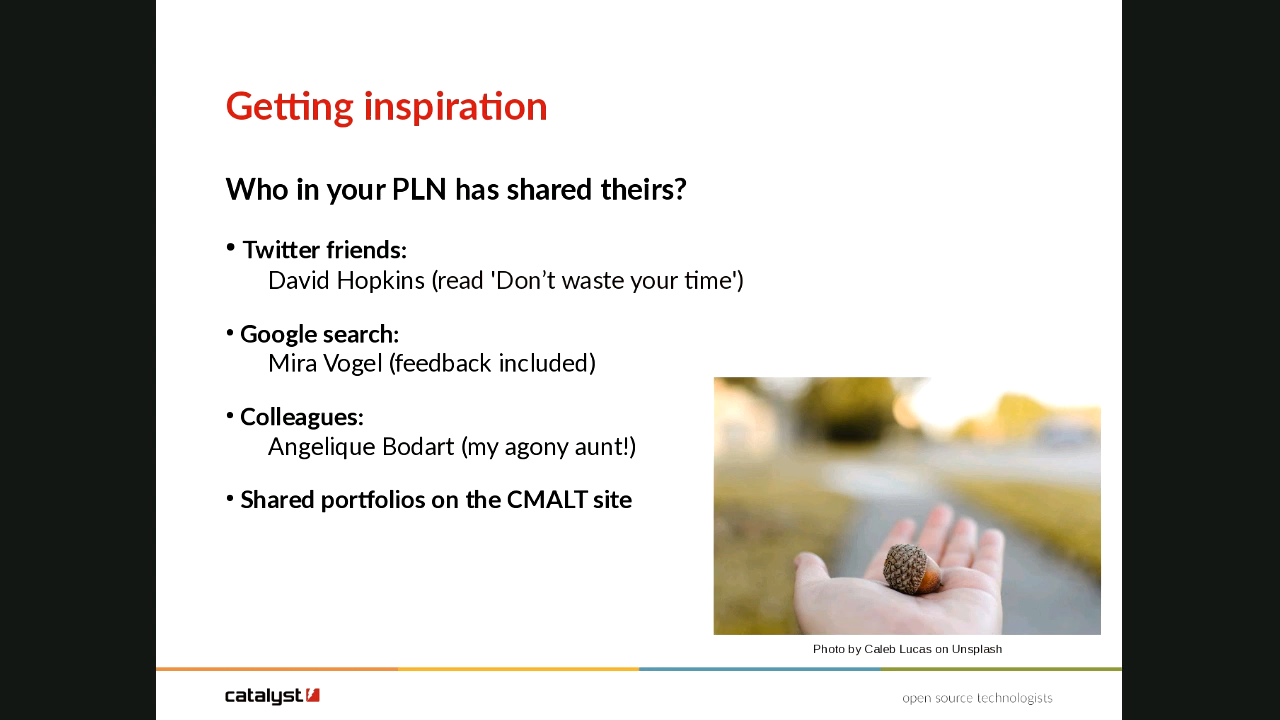 Getting inspiration
Who in your PLN has shared theirs?
• Twitter friends:
David Hopkins (read 'Don’t waste your time')
• Google search:
Mira Vogel (feedback included)
• Colleagues:
Angelique Bodart (my agony aunt!)
• Shared portfolios on the CMALT site
Photo by Caleb Lucas on Unsplash
catalyst
open source technologists